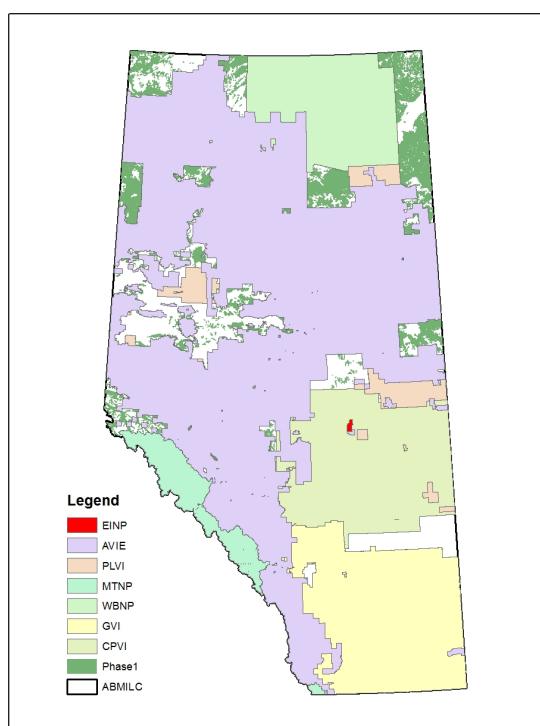 Legend
EINP
AVIE
PLVI
MTNP
WBNP
GVI
CPVI
Phase1
ABMILC